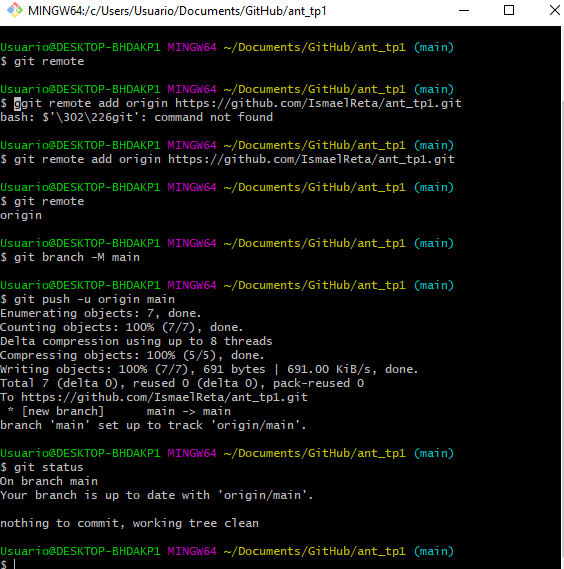 MINGW64:/c/Users/Usuario/Documents/GitHub/ant_tp1
Usuario@DESKTOP-BHDAKP1 MINGW64 ~/Documents/GitHub/ant_tp1 (main)
$ git remote
Usuario@DESKTOP-BHDAKP1 MINGW64 ~/Documents/GitHub/ant_tp1 (main)
$ ggit remote add origin https://github.com/IsmaelReta/ant_tp1.git
bash: $'\302\226git': command not found
Usuario@DESKTOP-BHDAKP1 MINGW64 ~/Documents/GitHub/ant_tp1 (main)
$ git remote add origin https://github.com/IsmaelReta/ant_tp1.git
Usuario@DESKTOP-BHDAKP1 MINGW64 ~/Documents/GitHub/ant_tp1 (main)
$ git remote
origin
Usuario@DESKTOP-BHDAKP1 MINGW64 ~/Documents/GitHub/ant_tp1 (main)
$ git branch -M main
Usuario@DESKTOP-BHDAKP1 MINGW64 ~/Documents/GitHub/ant_tp1 (main)
$ git push -u origin main
Enumerating objects: 7, done.
Counting objects: 100% (7/7), done.
Delta compression using up to 8 threads
Compressing objects: 100% (5/5), done.
Writing objects: 100% (7/7), 691 bytes | 691.00 KiB/s, done.
Total 7 (delta 0), reused 0 (delta 0), pack-reused 0
To https://github.com/IsmaelReta/ant_tp1.git
 * [new branch]      main -> main
branch 'main' set up to track 'origin/main'.
Usuario@DESKTOP-BHDAKP1 MINGW64 ~/Documents/GitHub/ant_tp1 (main)
$ git status
On branch main
Your branch is up to date with 'origin/main'.
nothing to commit, working tree clean
Usuario@DESKTOP-BHDAKP1 MINGW64 ~/Documents/GitHub/ant_tp1 (main)
$